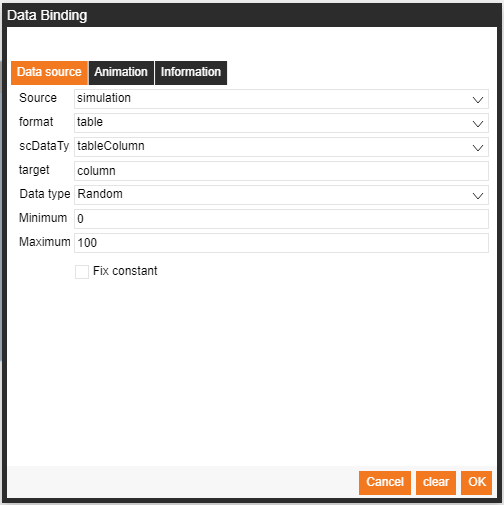 Data Binding
Data source Animation Information
Source simulation
format table
scDataTy tableColumn
target column
Data type Random
Minimum 0
Maximum 100
Fix constant
Cancel clear OK